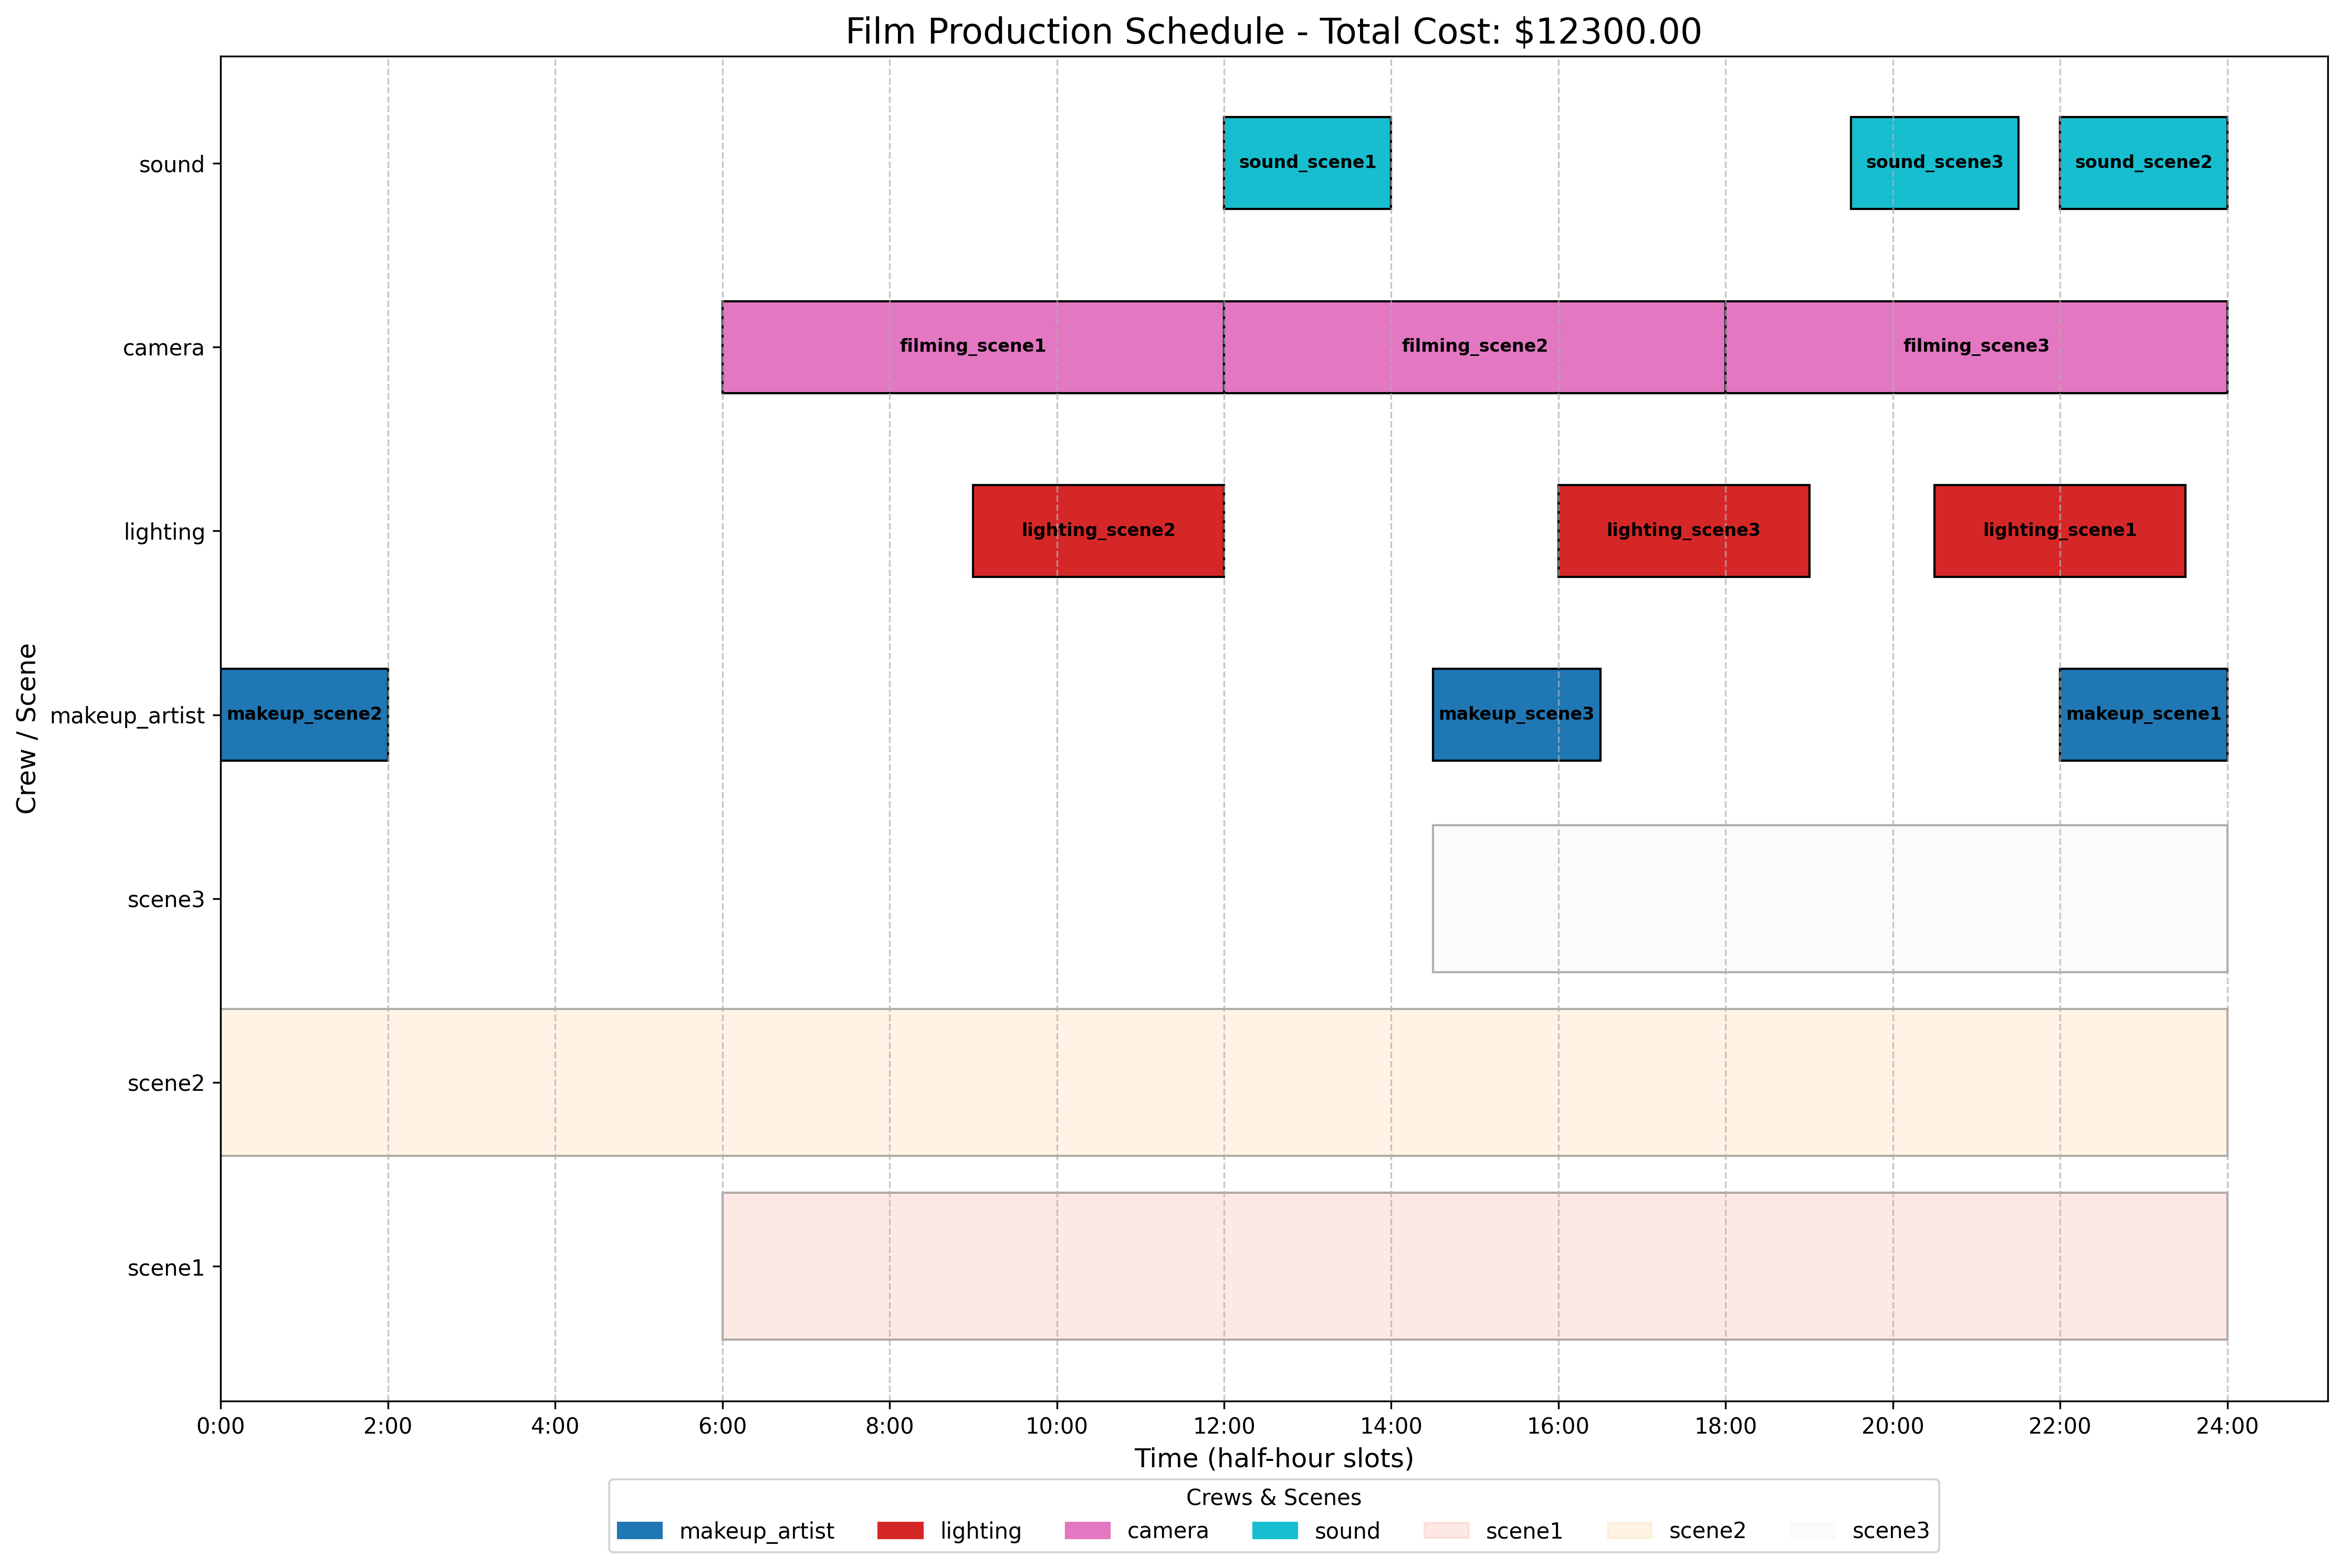 Film Production Schedule - Total Cost: $12300.00
Crew / Scene
sound
sound_scene1
sound_scene3
sound_scene2
camera
filming_scene1
filming_scene2
filming_scene3
lighting
lighting_scene2
lighting_scene3
lighting_scene1
makeup_artist
makeup_scene2
makeup_scene3
makeup_scene1
scene3
scene2
scene1
0:00 2:00 4:00 6:00 8:00 10:00 12:00 14:00 16:00 18:00 20:00 22:00 24:00
Time (half-hour slots)
Crews & Scenes
makeup_artist lighting camera sound scene1 scene2 scene3